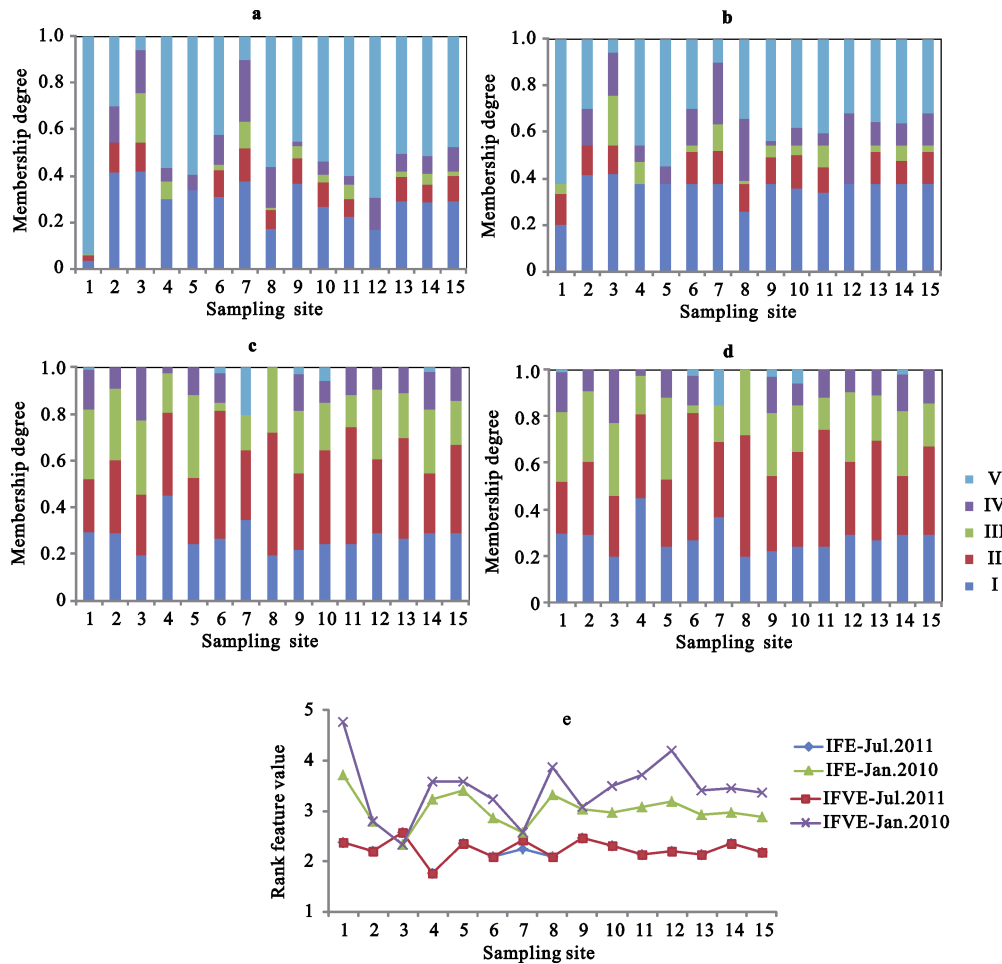 a
Membership degree
1.0
0.8
0.6
0.4
0.2
0
1 2 3 4 5 6 7 8 9 10 11 12 13 14 15
Sampling site
b
Membership degree
1.0
0.8
0.6
0.4
0.2
0
1 2 3 4 5 6 7 8 9 10 11 12 13 14 15
Sampling site
c
Membership degree
1.0
0.8
0.6
0.4
0.2
0
1 2 3 4 5 6 7 8 9 10 11 12 13 14 15
Sampling site
d
Membership degree
1.0
0.8
0.6
0.4
0.2
0
1 2 3 4 5 6 7 8 9 10 11 12 13 14 15
Sampling site
V
IV
III
II
I
e
Rank feature value
5
4
3
2
1
1 2 3 4 5 6 7 8 9 10 11 12 13 14 15
Sampling site
IFE-Jul.2011
IFE-Jan.2010
IFVE-Jul.2011
IFVE-Jan.2010